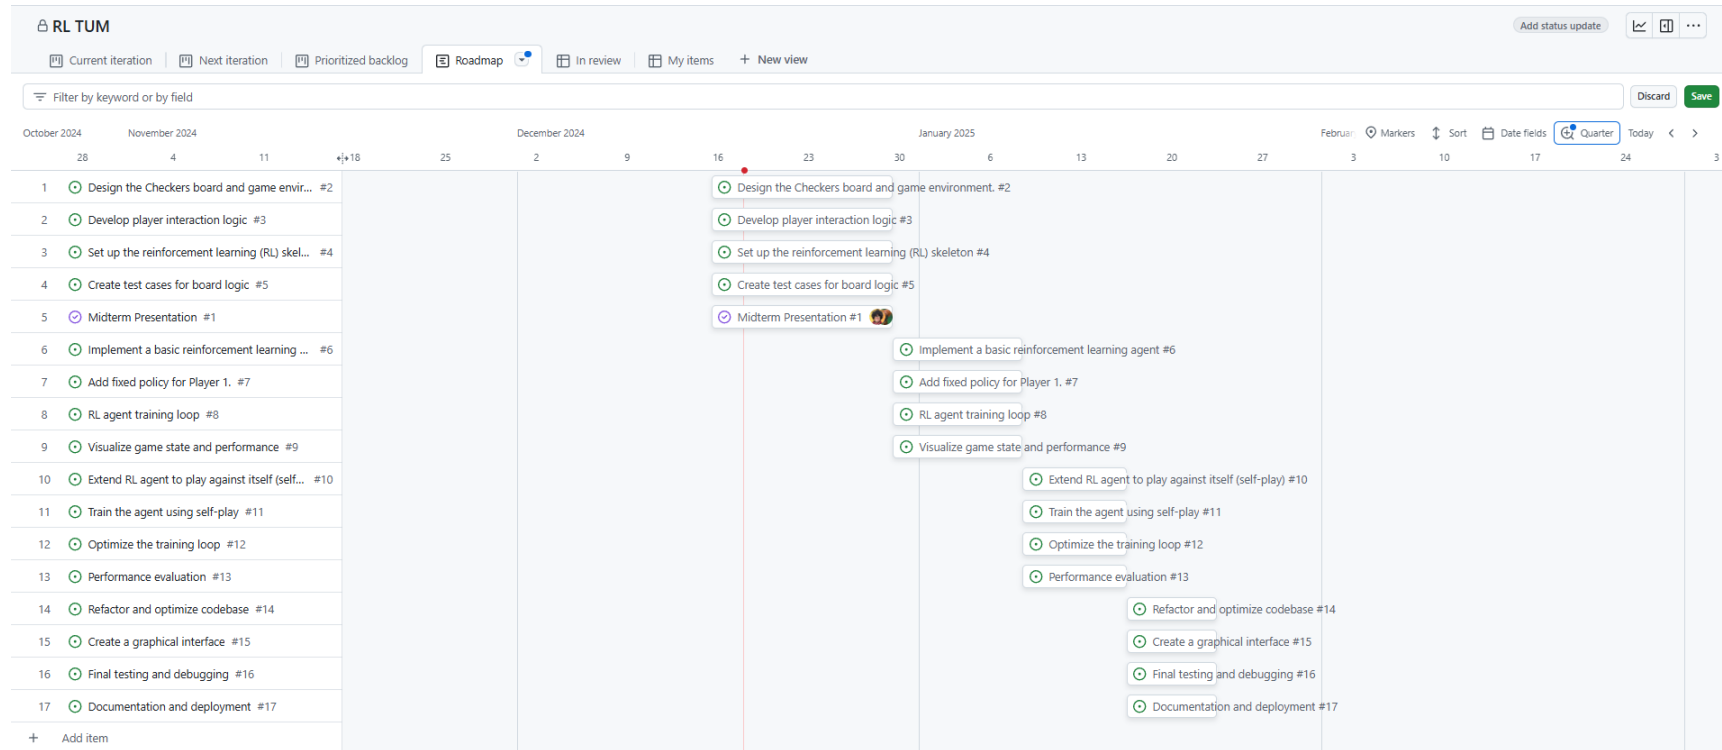 RL TUM
Add status update
Current iteration
Next iteration
Prioritized backlog
Roadmap
In review
My items
+ New view
Filter by keyword or by field
Discard
Save
October 2024
November 2024
December 2024
January 2025
Februar
Markers
Sort
Date fields
Quarter
Today
28 4 11 18 25 2 9 16 23 30 6 13 20 27 3 10 17 24 3
1 Design the Checkers board and game envir... #2
Design the Checkers board and game environment. #2
2 Develop player interaction logic #3
Develop player interaction logic #3
3 Set up the reinforcement learning (RL) skel... #4
Set up the reinforcement learning (RL) skeleton #4
4 Create test cases for board logic #5
Create test cases for board logic #5
5 Midterm Presentation #1
Midterm Presentation #1
6 Implement a basic reinforcement learning ... #6
Implement a basic reinforcement learning agent #6
7 Add fixed policy for Player 1. #7
Add fixed policy for Player 1. #7
8 RL agent training loop #8
RL agent training loop #8
9 Visualize game state and performance #9
Visualize game state and performance #9
10 Extend RL agent to play against itself (self... #10
Extend RL agent to play against itself (self-play) #10
11 Train the agent using self-play #11
Train the agent using self-play #11
12 Optimize the training loop #12
Optimize the training loop #12
13 Performance evaluation #13
Performance evaluation #13
14 Refactor and optimize codebase #14
Refactor and optimize codebase #14
15 Create a graphical interface #15
Create a graphical interface #15
16 Final testing and debugging #16
Final testing and debugging #16
17 Documentation and deployment #17
Documentation and deployment #17
+ Add item